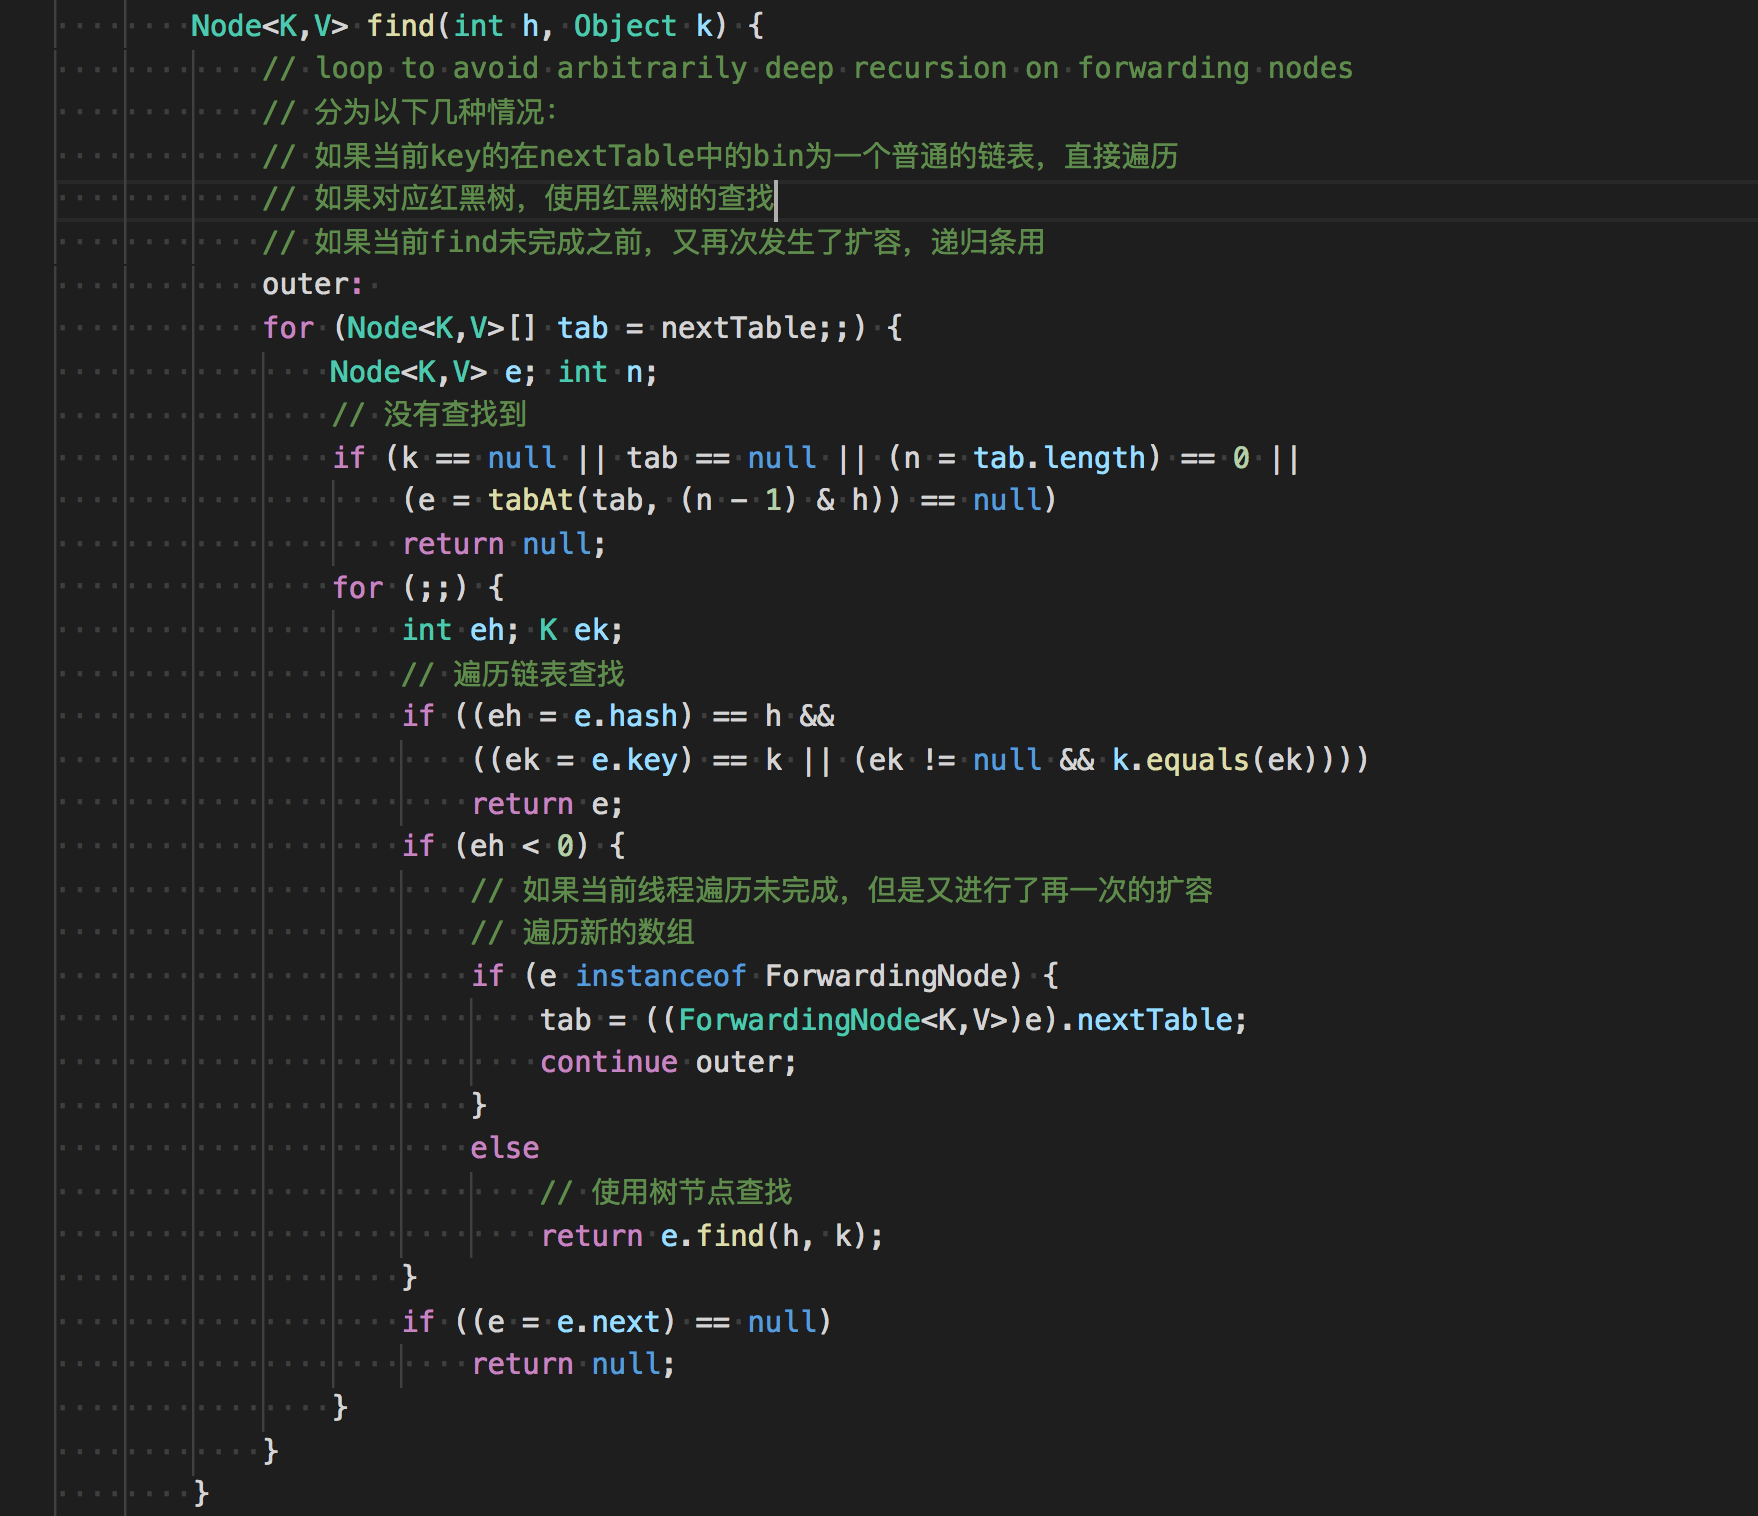 Node<K,V> find(int h, Object k) {
// loop to avoid arbitrarily deep recursion on forwarding nodes
// 分为以下几种情况：
// 如果当前key的在nextTable中的bin为一个普通的链表，直接遍历
// 如果对应红黑树，使用红黑树的查找
// 如果当前find未完成之前，又再次发生了扩容，递归条用
outer:
for (Node<K,V>[] tab = nextTable;;) {
Node<K,V> e; int n;
// 没有查找到
if (k == null || tab == null || (n = tab.length) == 0 ||
(e = tabAt(tab, (n - 1) & h)) == null)
return null;
for (;;) {
int eh; K ek;
// 遍历链表查找
if ((eh = e.hash) == h &&
((ek = e.key) == k || (ek != null && k.equals(ek))))
return e;
if (eh < 0) {
// 如果当前线程遍历未完成，但是又进行了再一次的扩容
// 遍历新的数组
if (e instanceof ForwardingNode) {
tab = ((ForwardingNode<K,V>)e).nextTable;
continue outer;
}
else
// 使用树节点查找
return e.find(h, k);
}
if ((e = e.next) == null)
return null;
}
}
}